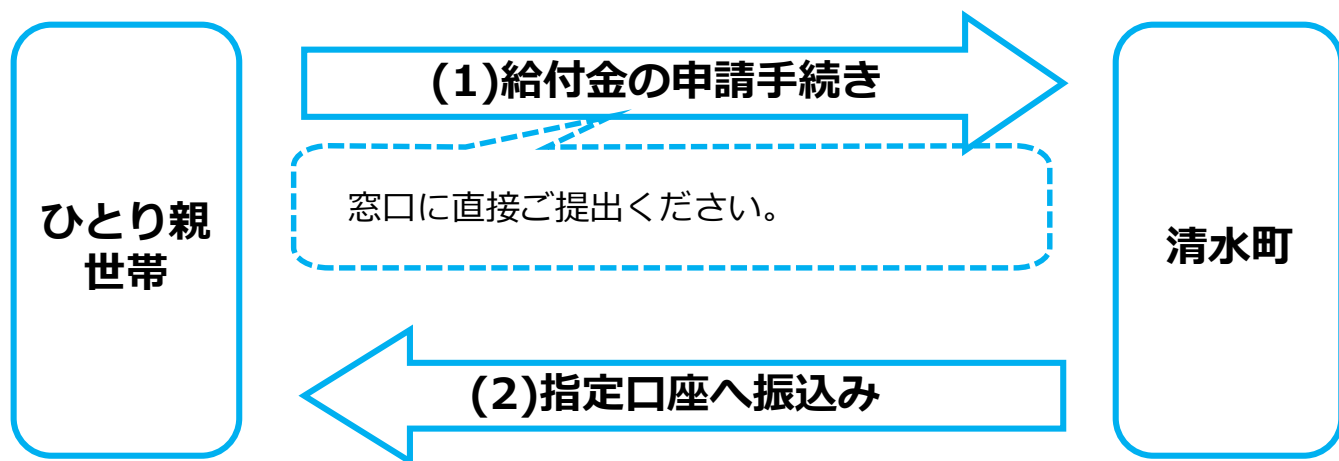 (1)給付金の申請手続き
窓口に直接ご提出ください。
ひとり親
世帯
清水町
(2)指定口座へ振込み